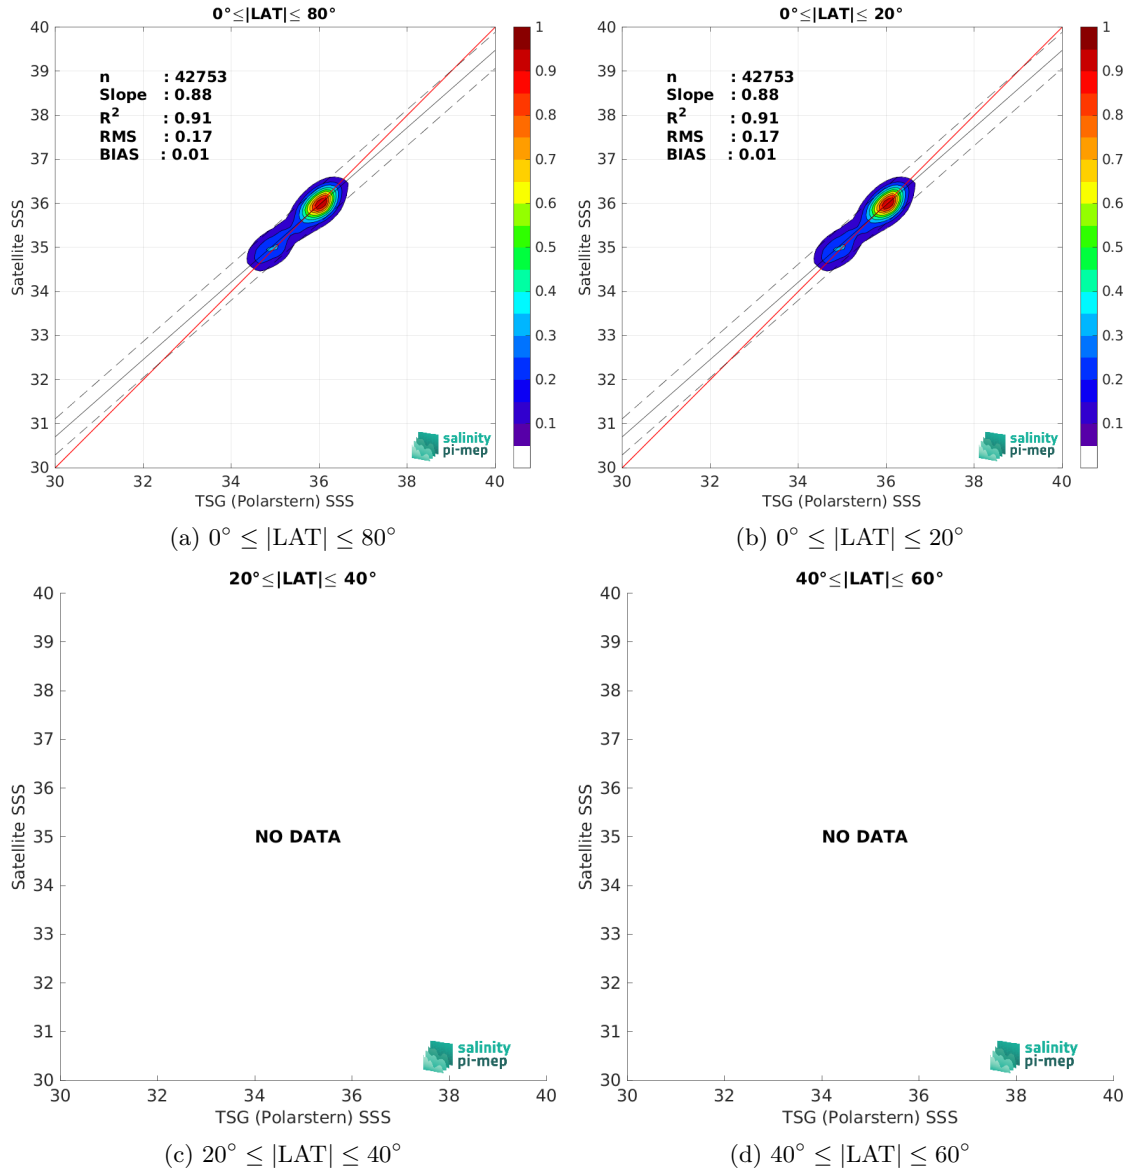 0°≤|LAT|≤ 80°
n : 42753
Slope : 0.88
R² : 0.91
RMS : 0.17
BIAS : 0.01
Satellite SSS
40
39
38
37
36
35
34
33
32
31
30
30 32 34 36 38 40
TSG (Polarstern) SSS
1
0.9
0.8
0.7
0.6
0.5
0.4
0.3
0.2
0.1
salinity
pi-mep
(a) 0° ≤ |LAT| ≤ 80°
0°≤|LAT|≤ 20°
n : 42753
Slope : 0.88
R² : 0.91
RMS : 0.17
BIAS : 0.01
Satellite SSS
40
39
38
37
36
35
34
33
32
31
30
30 32 34 36 38 40
TSG (Polarstern) SSS
1
0.9
0.8
0.7
0.6
0.5
0.4
0.3
0.2
0.1
salinity
pi-mep
(b) 0° ≤ |LAT| ≤ 20°
20°≤|LAT|≤ 40°
Satellite SSS
40
39
38
37
36
35
34
33
32
31
30
NO DATA
30 32 34 36 38 40
TSG (Polarstern) SSS
salinity
pi-mep
(c) 20° ≤ |LAT| ≤ 40°
40°≤|LAT|≤ 60°
Satellite SSS
40
39
38
37
36
35
34
33
32
31
30
NO DATA
30 32 34 36 38 40
TSG (Polarstern) SSS
salinity
pi-mep
(d) 40° ≤ |LAT| ≤ 60°